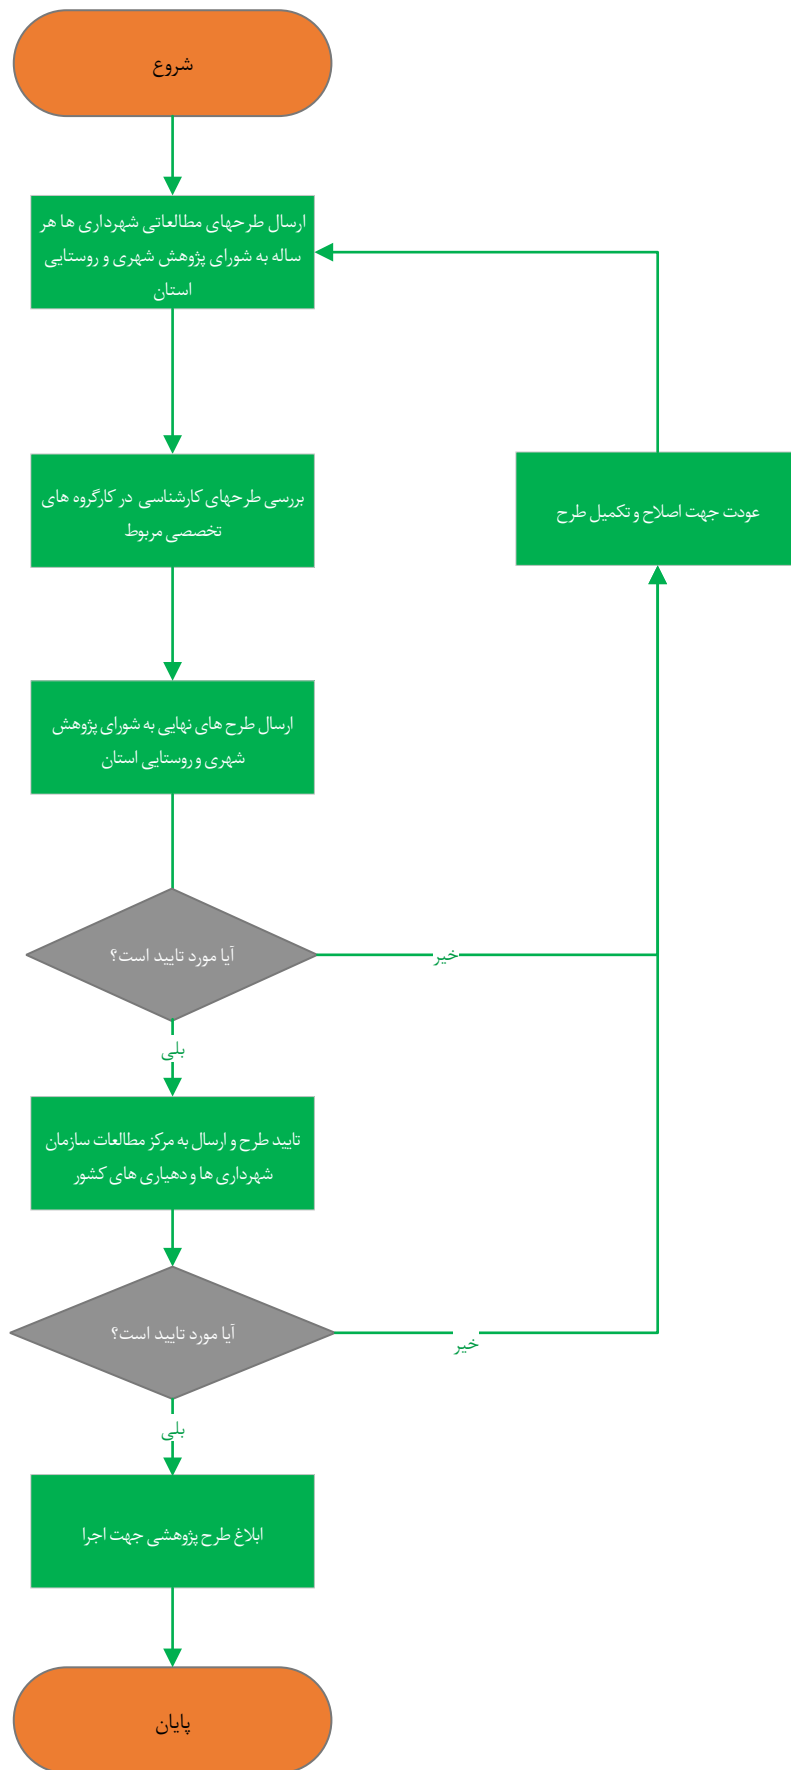 شروع
ارسال طرحهای مطالعاتی شهرداری ها هر
ساله به شورای پژوهش شهری و روستایی
استان
بررسی طرحهای کارشناسی در کارگروه های
تخصصی مربوط
عودت جهت اصلاح و تکمیل طرح
ارسال طرح های نهایی به شورای پژوهش
شهری و روستایی استان
آیا مورد تایید است؟
خیر
بلی
تایید طرح و ارسال به مرکز مطالعات سازمان
شهرداری ها و دهیاری های کشور
آیا مورد تایید است؟
خیر
بلی
ابلاغ طرح پژوهشی جهت اجرا
پایان